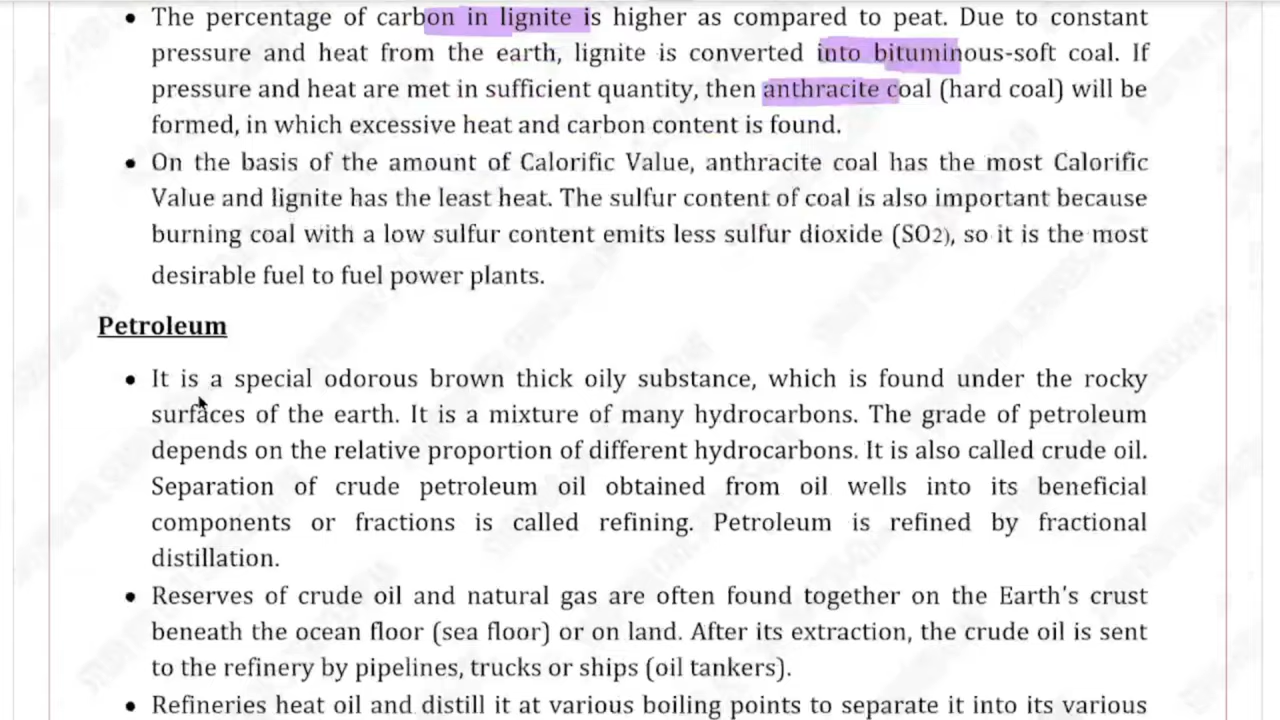 • The percentage of carbon in lignite is higher as compared to peat. Due to constant
pressure and heat from the earth, lignite is converted into bituminous-soft coal. If
pressure and heat are met in sufficient quantity, then anthracite coal (hard coal) will be
formed, in which excessive heat and carbon content is found.
• On the basis of the amount of Calorific Value, anthracite coal has the most Calorific
Value and lignite has the least heat. The sulfur content of coal is also important because
burning coal with a low sulfur content emits less sulfur dioxide (SO2), so it is the most
desirable fuel to fuel power plants.
Petroleum
• It is a special odorous brown thick oily substance, which is found under the rocky
surfaces of the earth. It is a mixture of many hydrocarbons. The grade of petroleum
depends on the relative proportion of different hydrocarbons. It is also called crude oil.
Separation of crude petroleum oil obtained from oil wells into its beneficial
components or fractions is called refining. Petroleum is refined by fractional
distillation.
• Reserves of crude oil and natural gas are often found together on the Earth's crust
beneath the ocean floor (sea floor) or on land. After its extraction, the crude oil is sent
to the refinery by pipelines, trucks or ships (oil tankers).
• Refineries heat oil and distill it at various boiling points to separate it into its various